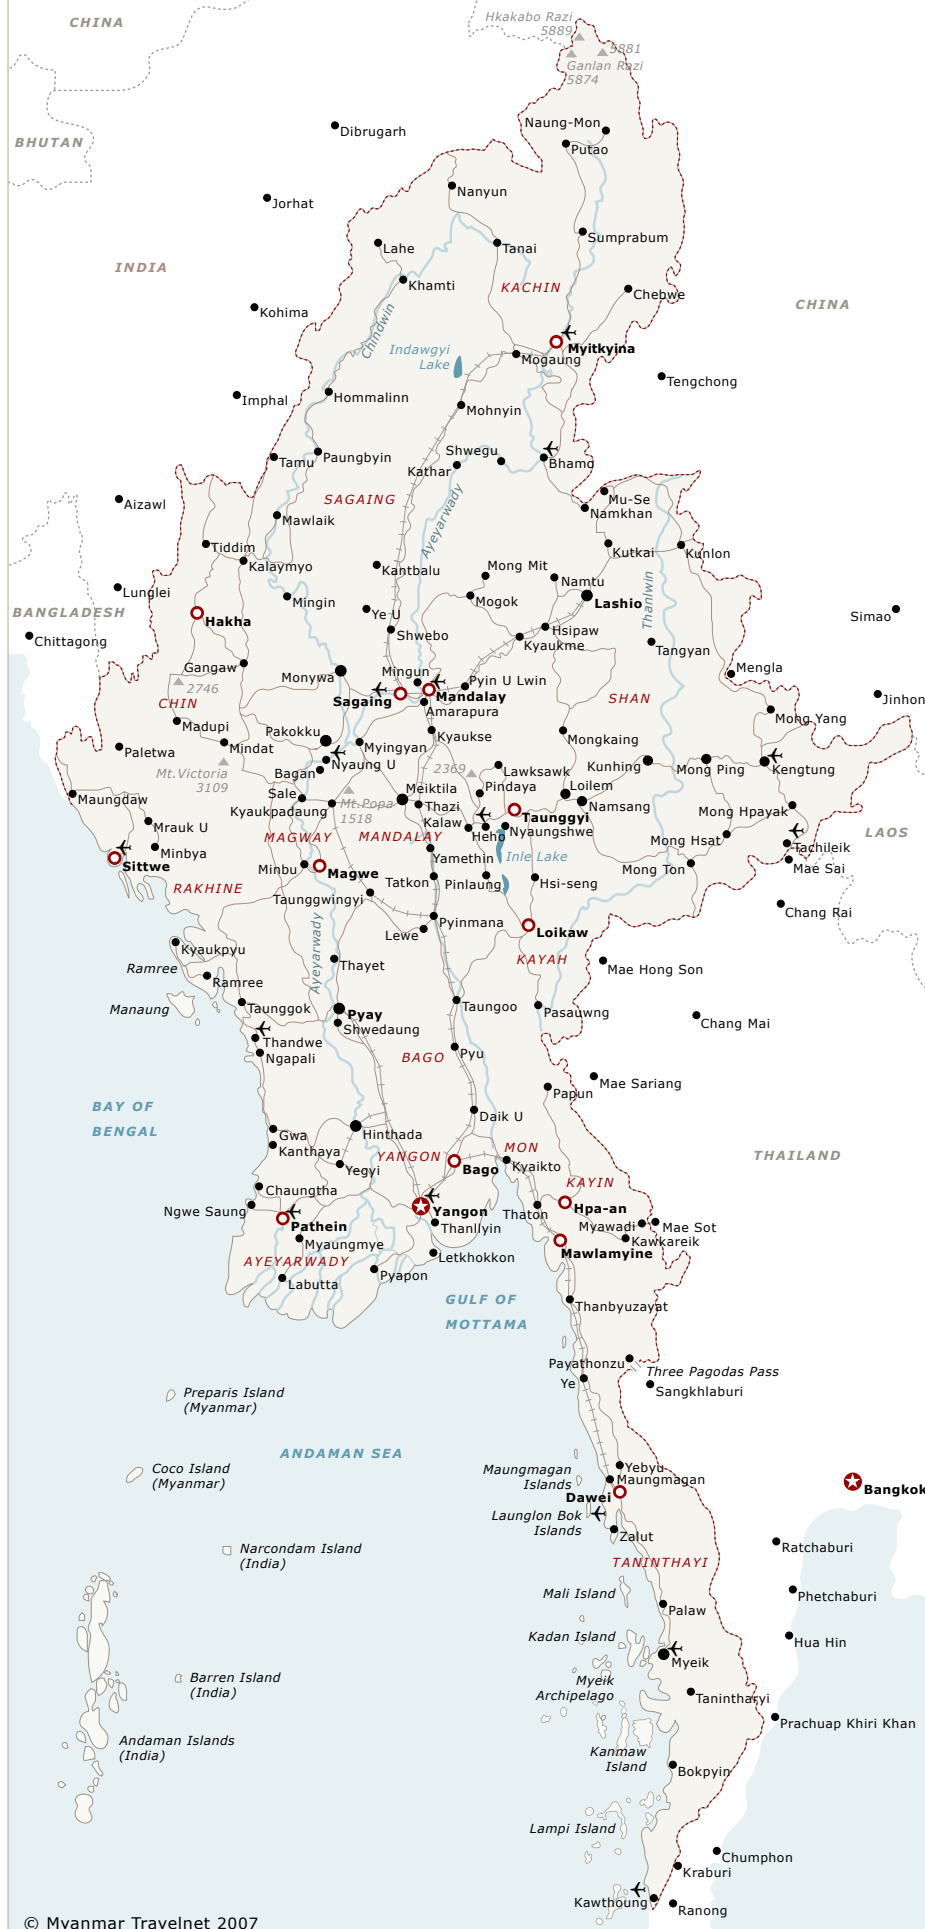 Hkakabo Razi
5889
CHINA
5881
Ganlan Razi
5874
Naung-Mon
Dibrugarh
BHUTAN
Putao
Nanyun
Jorhat
Sumprabum
Lahe
Tanai
INDIA
Khamti
KACHIN
Chebwe
CHINA
Kohima
Chindwin
Myitkyina
Indawgyi
Lake
Mogaung
Tengchong
Hommalinn
Imphal
Mohnyin
Shwegu
Tamu
Paungbyin
Kathar
Bhamo
SAGAING
Mu-Se
Aizawl
Namkhan
Mawlaik
Ayeyarwady
Tiddim
Kutkai
Kunlon
Kalaymyo
Kantbalu
Mong Mit
Namtu
Lunglei
Mingin
Mogok
Lashio
Thanlwin
BANGLADESH
Hakha
Ye U
Simao
Chittagong
Shwebo
Hsipaw
Kyaukme
Tangyan
Gangaw
Monywa
Mingun
Mengla
2746
Pyin U Lwin
Sagaing
Mandalay
SHAN
Jinhon
CHIN
Amarapura
Mong Yang
Madupi
Pakokku
Kyaukse
Mongkaing
Paletwa
Mindat
Myingyan
Nyaung U
Mt.Victoria
3109
Bagan
2369
Lawksawk
Kunhing
Mong Ping
Kengtung
Maungdaw
Sale
Meiktila
Pindaya
Loilem
Kyaukpadaung
Mt.Popa
1518
Thazi
Namsang
Mong Hpayak
Mrauk U
Kalaw
Taunggyi
MAGWAY
MANDALAY
Heho
Nyaungshwe
LAOS
Mong Hsat
Tachileik
Minbya
Inle Lake
Sittwe
Minbu
Magwe
Yamethin
Mong Ton
Mae Sai
RAKHINE
Tatkon
Pinlaung
Hsi-seng
Taunggwingyi
Chang Rai
Pyinmana
Lewe
Loikaw
Kyaukpyu
Ayeyarwady
KAYAH
Ramree
Thayet
Mae Hong Son
Ramree
Manaung
Taunggok
Taungoo
Pasauwng
Pyay
Chang Mai
Shwedaung
Thandwe
Ngapali
BAGO
Pyu
Mae Sariang
Papun
BAY OF
BENGAL
Daik U
Gwa
Hinthada
Kanthaya
MON
YANGON
THAILAND
Yegyi
Bago
Kyaikto
KAYIN
Chaungtha
Ngwe Saung
Yangon
Thaton
Hpa-an
Pathein
Thanllyin
Myawadi
Mae Sot
Myaungmye
Kawkareik
AYEYARWADY
Letkhokkon
Mawlamyine
Labutta
Pyapon
GULF OF
MOTTAMA
Thanbyuzayat
Payathonzu
Three Pagodas Pass
Ye
Sangkhlaburi
Preparis Island
(Myanmar)
ANDAMAN SEA
Coco Island
(Myanmar)
Maungmagan
Islands
Yebyu
Maungmagan
Dawei
Bangkok
Launglon Bok
Islands
Zalut
Narcondam Island
(India)
Ratchaburi
TANINTHAYI
Mali Island
Phetchaburi
Palaw
Kadan Island
Hua Hin
Myeik
Barren Island
(India)
Myeik
Archipelago
Tanintharyi
Prachuap Khiri Khan
Andaman Islands
(India)
Kanmaw
Island
Bokpyin
Lampi Island
Chumphon
Kraburi
Kawthoung
Ranong
© Myanmar Travelnet 2007